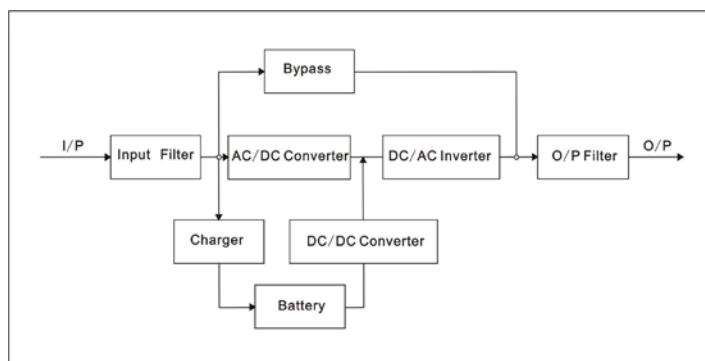 Bypass
I/P
Input Filter
AC/DC Converter
DC/AC Inverter
O/P Filter
O/P
Charger
DC/DC Converter
Battery